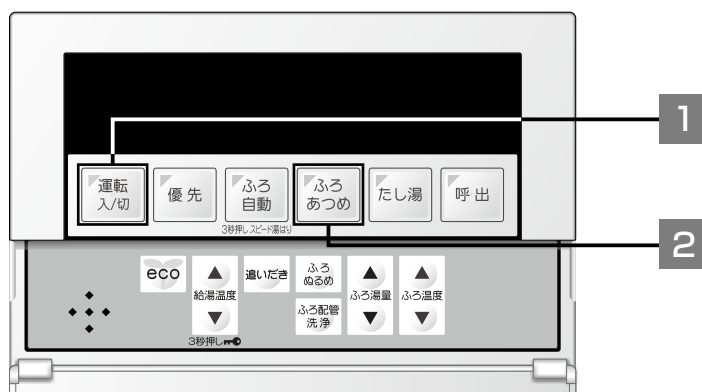 1
運転
入/切
優先
ふろ
自動
ふろ
あつめ
たし湯
呼出
3秒押し スピード湯はり
2
eco
給湯温度
3秒押し
追いだき
ふろ
ぬるめ
ふろ配管
洗浄
ふろ湯量
ふろ温度